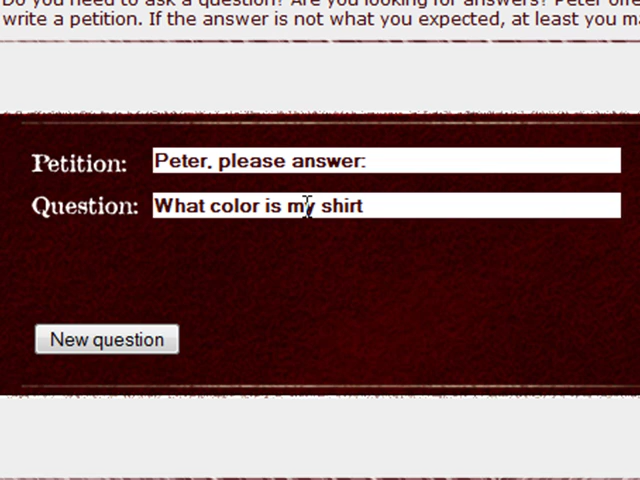 Do you need to ask a question? Are you looking for answers? Peter
write a petition. If the answer is not what you expected, at least you
Petition: Peter, please answer:
Question: What color is my shirt
New question